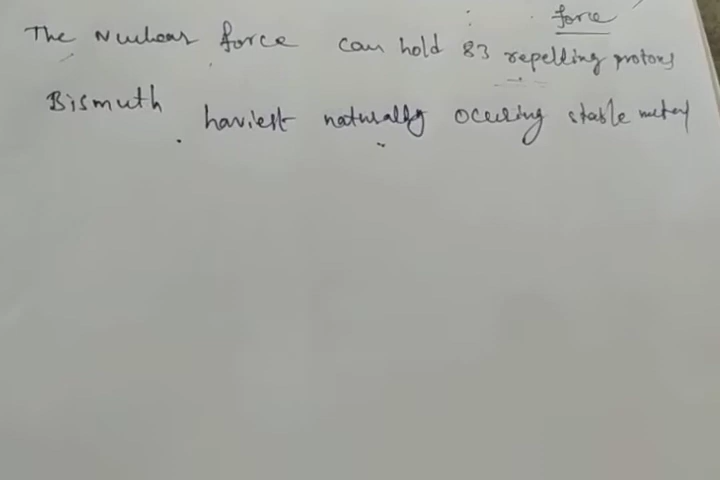 force
The Nuclear force can hold 83 repelling protons
Bismuth haviest naturally occuring stable metal